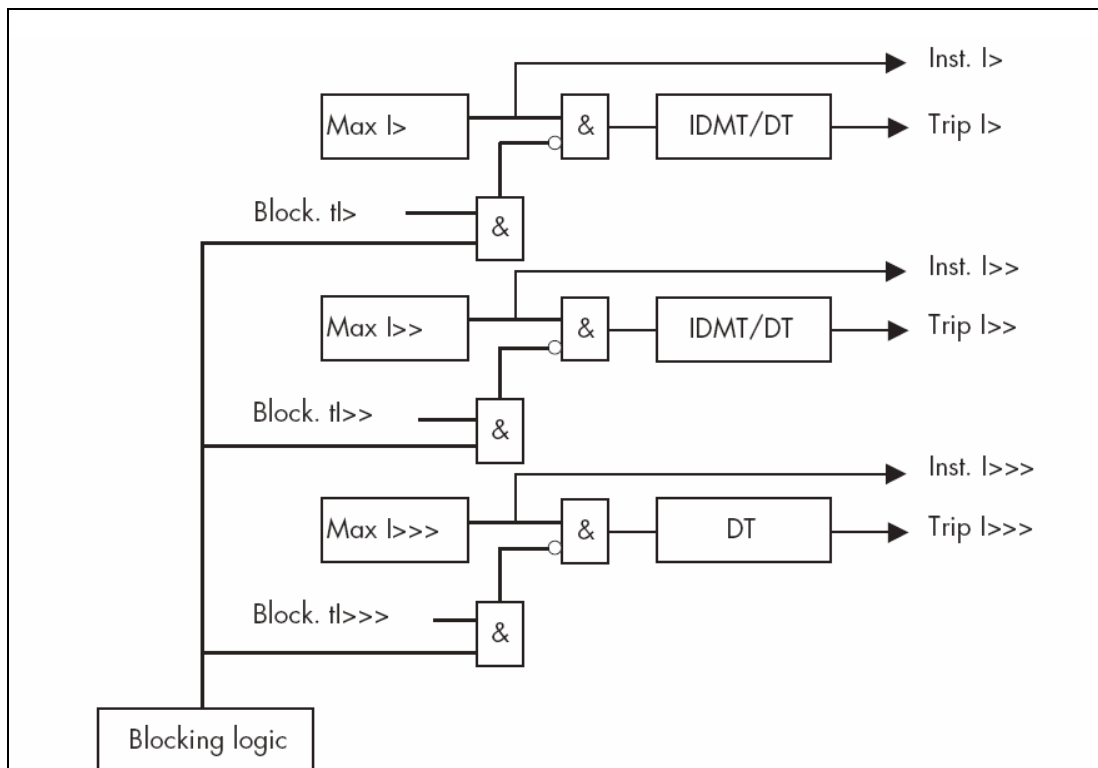 Inst. I>
Max I>
&
IDMT/DT
Trip I>
Block. tI>
&
Inst. I>>
Max I>>
&
IDMT/DT
Trip I>>
Block. tI>>
&
Inst. I>>>
Max I>>>
&
DT
Trip I>>>
Block. tI>>>
&
Blocking logic